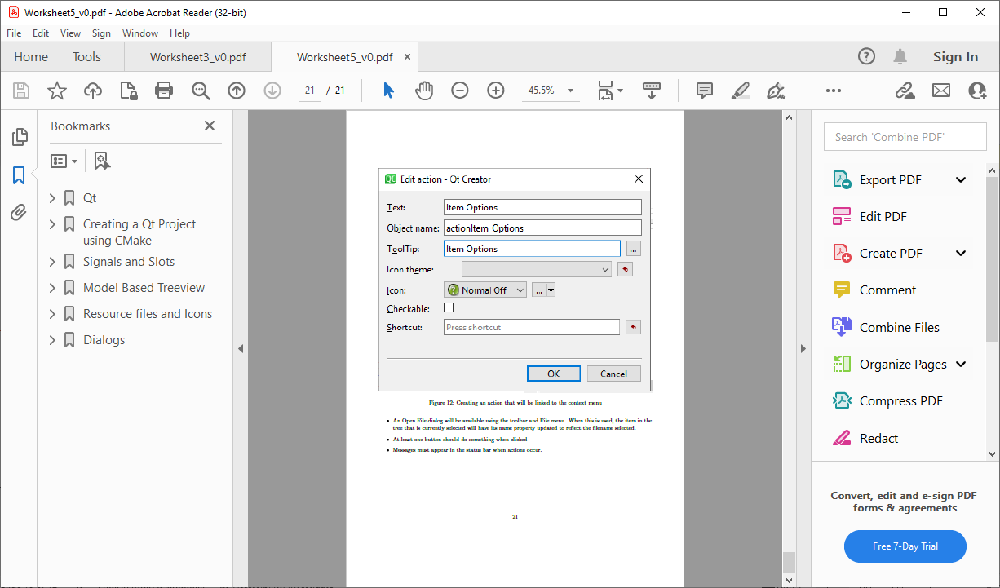 Worksheet5_v0.pdf - Adobe Acrobat Reader (32-bit)
File Edit View Sign Window Help
Home Tools Worksheet3_v0.pdf Worksheet5_v0.pdf × Sign In
21 / 21 45.5%
Bookmarks
Qt
Creating a Qt Project
using CMake
Signals and Slots
Model Based Treeview
Resource files and Icons
Dialogs
QC Edit action - Qt Creator
Text: Item Options
Object name: actionItem_Options
ToolTip: Item Options ...
Icon theme:
Icon: Normal Off ...
Checkable:
Shortcut: Press shortcut
OK Cancel
Figure 12: Creating an action that will be linked to the context menu
• An Open File dialog will be available using the toolbar and File menu. When this is used, the item in the
tree that is currently selected will have its name property updated to reflect the filename selected.
• At least one button should do something when clicked
• Messages must appear in the status bar when actions occur.
21
Search 'Combine PDF'
Export PDF
Edit PDF
Create PDF
Comment
Combine Files
Organize Pages
Compress PDF
Redact
Convert, edit and e-sign PDF
forms & agreements
Free 7-Day Trial